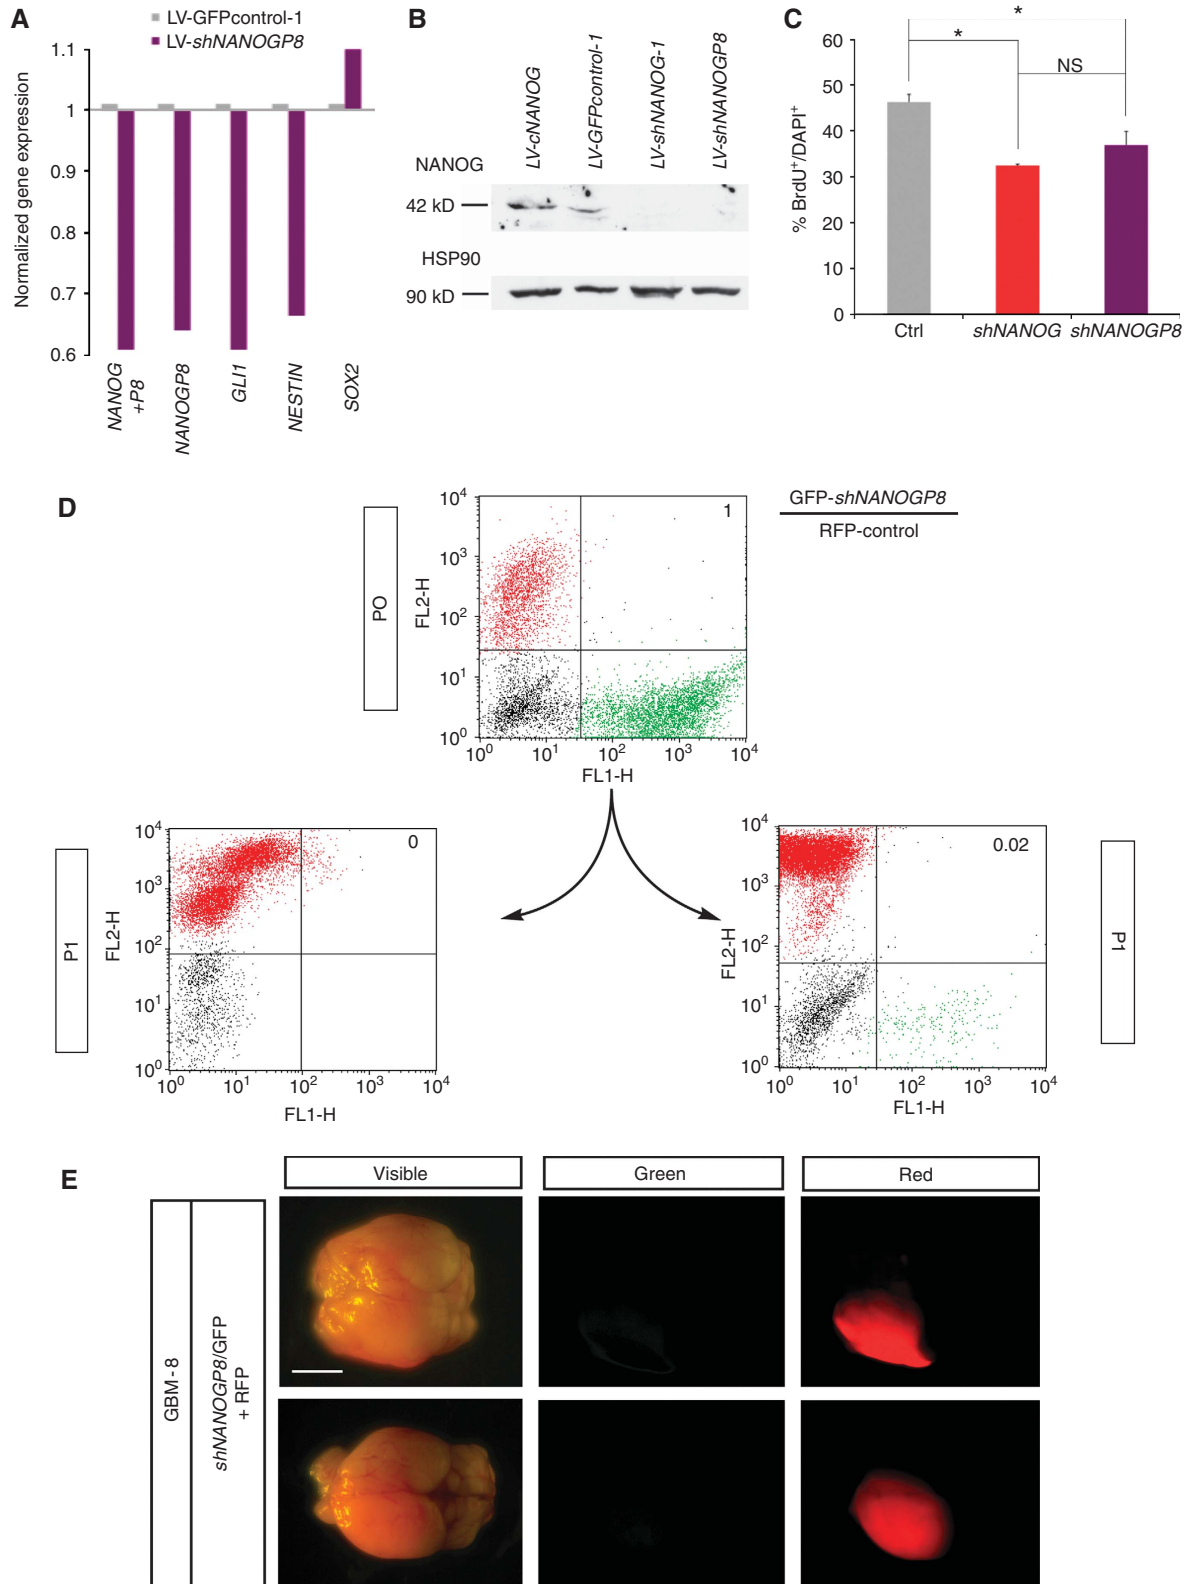 A
LV-GFPcontrol-1
LV-shNANOGP8
Normalized gene expression
1.1
1
0.9
0.8
0.7
0.6
NANOG
+P8
NANOGP8
GLI1
NESTIN
SOX2
B
LV-cNANOG
LV-GFPcontrol-1
LV-shNANOG-1
LV-shNANOGP8
NANOG
42 kD
HSP90
90 kD
C
% BrdU+/DAPI+
60
50
40
30
20
10
0
*
*
NS
Ctrl
shNANOG
shNANOGP8
D
PO
FL2-H
10⁴
10³
10²
10¹
10⁰
1
10⁰ 10¹ 10² 10³ 10⁴
FL1-H
GFP-shNANOGP8
RFP-control
P1
FL2-H
10⁴
10³
10²
10¹
10⁰
0
10⁰ 10¹ 10² 10³ 10⁴
FL1-H
FL2-H
10⁴
10³
10²
10¹
10⁰
0.02
10⁰ 10¹ 10² 10³ 10⁴
FL1-H
P1
E
Visible
Green
Red
GBM-8
shNANOGP8/GFP
+ RFP